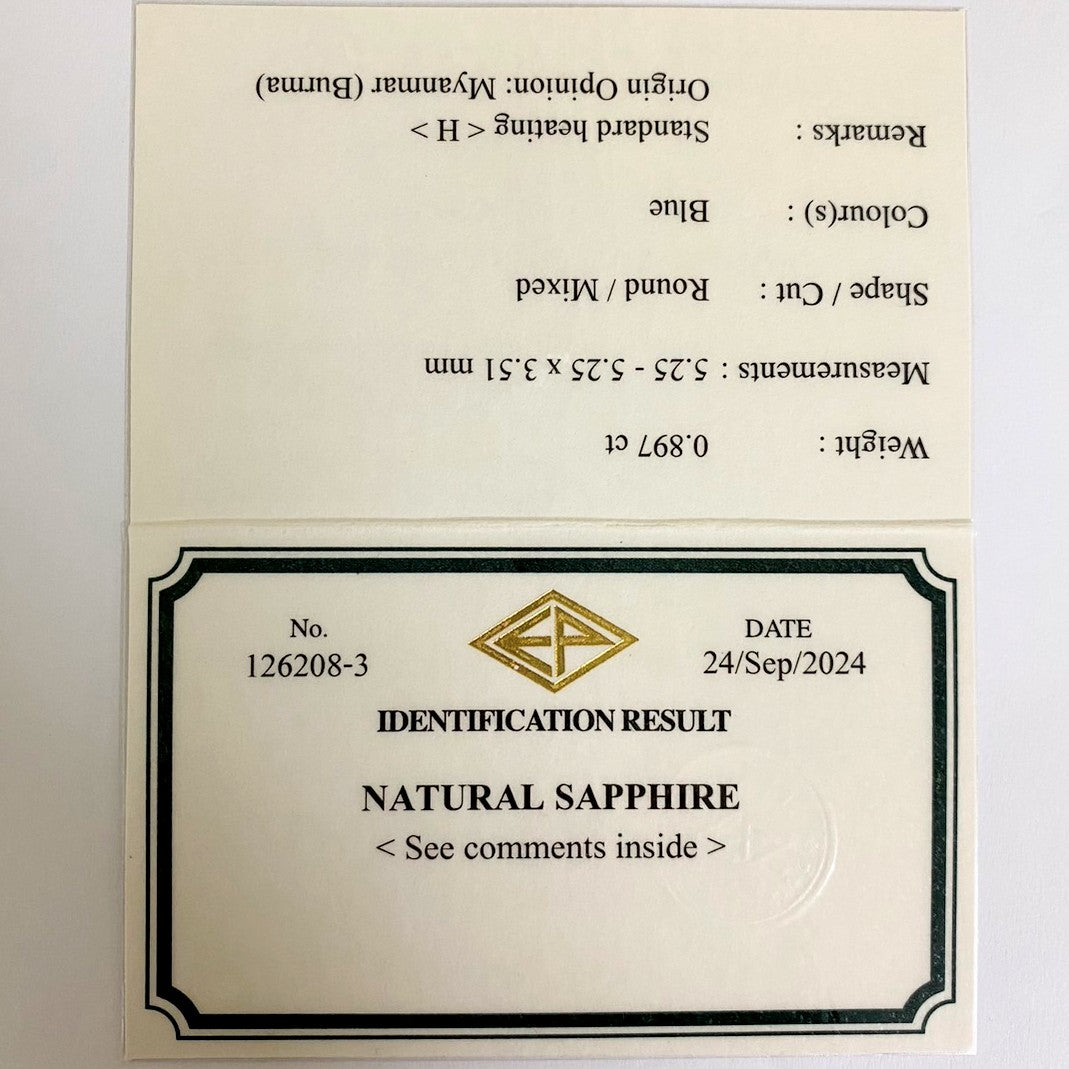 No.
126208-3
EP
DATE
24/Sep/2024
IDENTIFICATION RESULT
NATURAL SAPPHIRE
< See comments inside >
Weight : 0.897 ct
Measurements : 5.25 - 5.25 x 3.51 mm
Shape / Cut : Round / Mixed
Colour(s) : Blue
Remarks : Standard heating < H >
Origin Opinion: Myanmar (Burma)